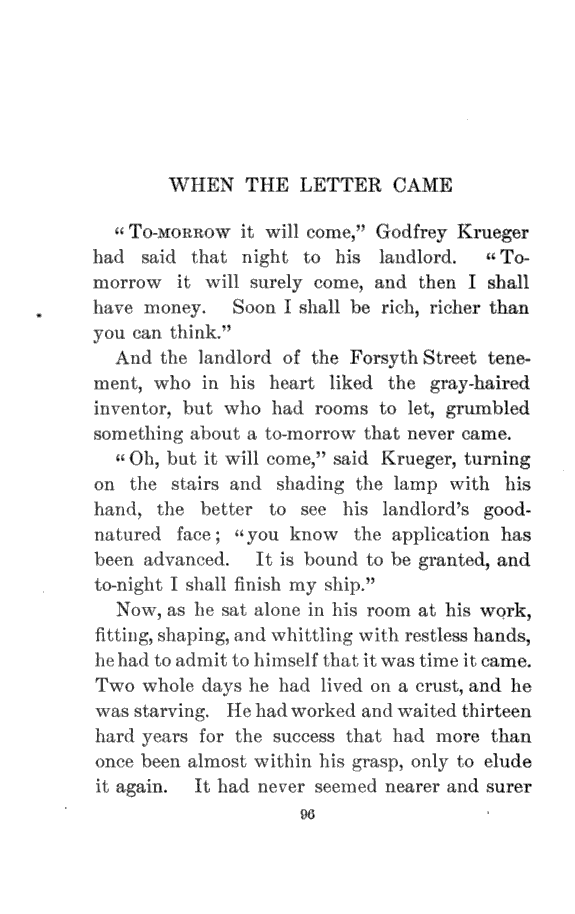 WHEN THE LETTER CAME
“ To-morrow it will come,” Godfrey Krueger
had said that night to his landlord. “ To-
morrow it will surely come, and then I shall
have money. Soon I shall be rich, richer than
you can think.”
And the landlord of the Forsyth Street tene-
ment, who in his heart liked the gray-haired
inventor, but who had rooms to let, grumbled
something about a to-morrow that never came.
“ Oh, but it will come,” said Krueger, turning
on the stairs and shading the lamp with his
hand, the better to see his landlord’s good-
natured face; “you know the application has
been advanced. It is bound to be granted, and
to-night I shall finish my ship.”
Now, as he sat alone in his room at his work,
fitting, shaping, and whittling with restless hands,
he had to admit to himself that it was time it came.
Two whole days he had lived on a crust, and he
was starving. He had worked and waited thirteen
hard years for the success that had more than
once been almost within his grasp, only to elude
it again. It had never seemed nearer and surer
96